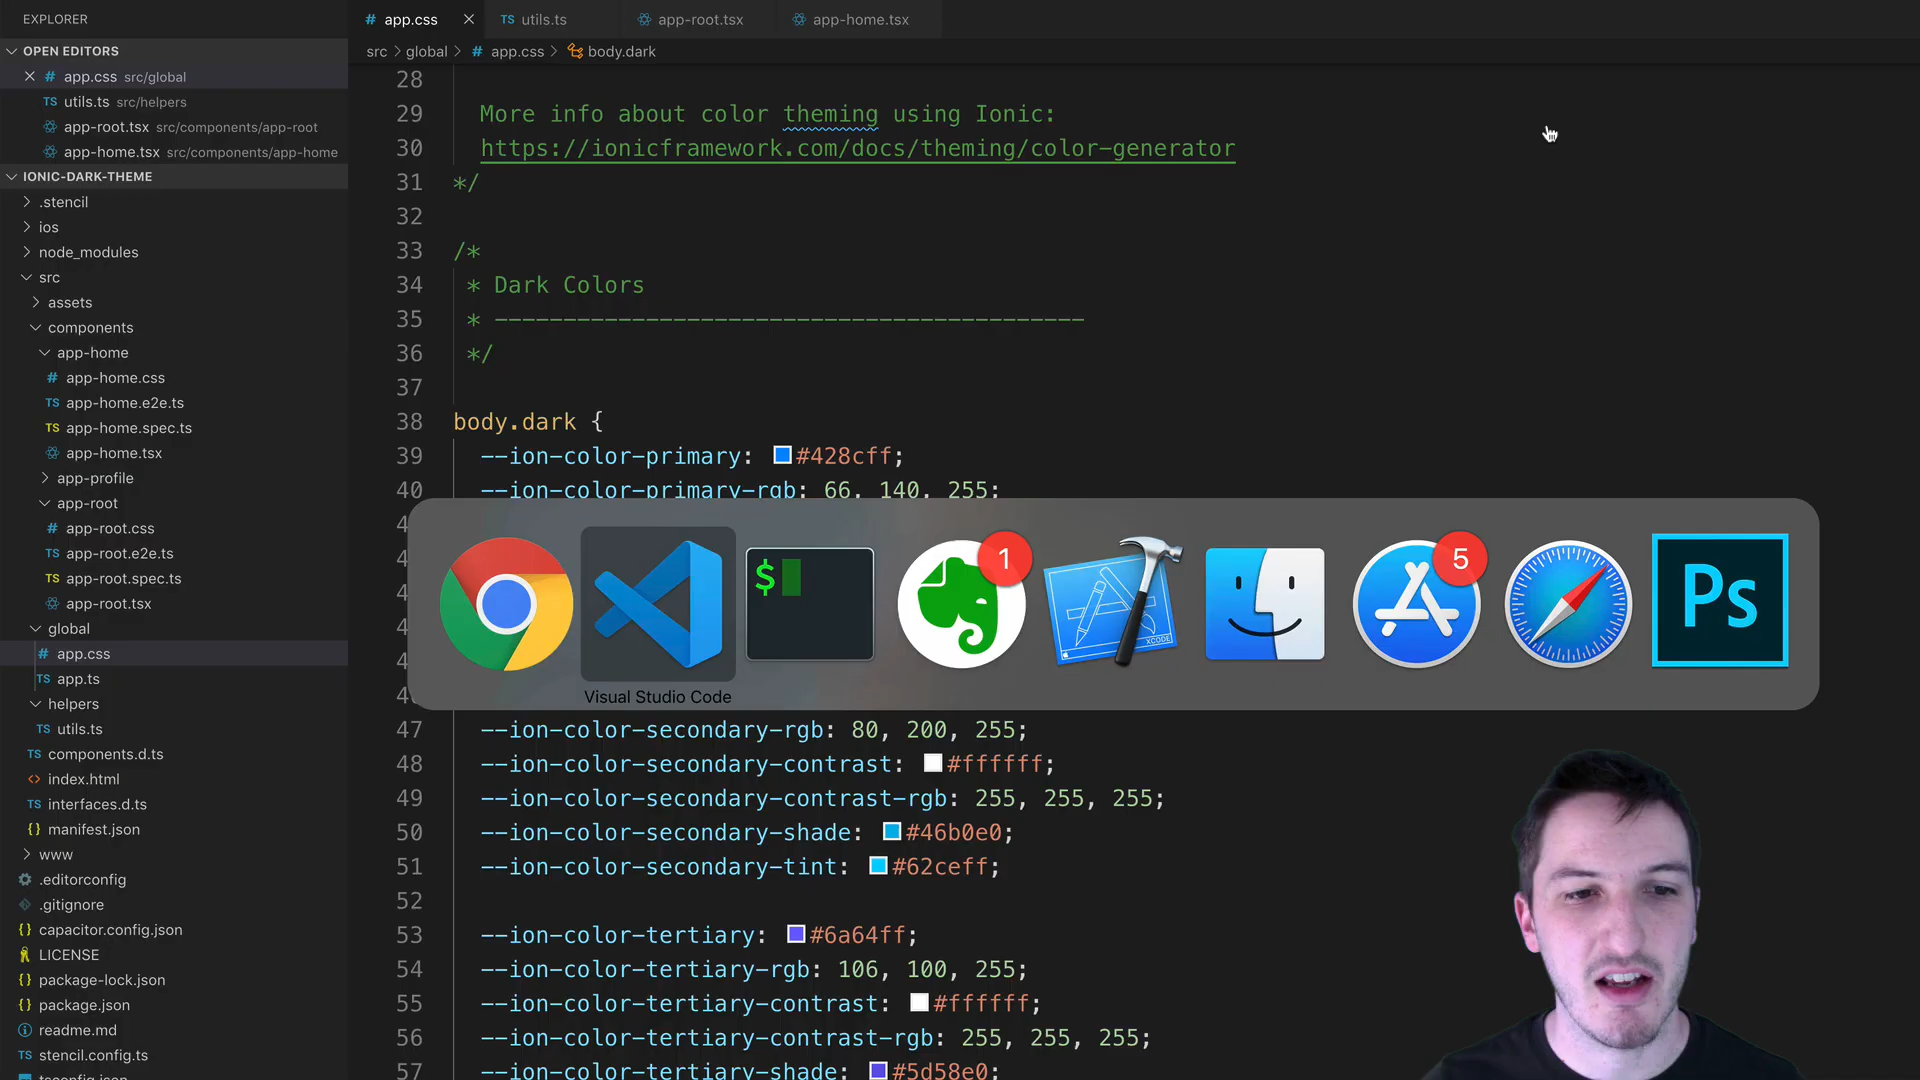 EXPLORER
OPEN EDITORS
app.css src/global
TS utils.ts src/helpers
app-root.tsx src/components/app-root
app-home.tsx src/components/app-home
IONIC-DARK-THEME
.stencil
ios
node_modules
src
assets
components
app-home
# app-home.css
TS app-home.e2e.ts
TS app-home.spec.ts
app-home.tsx
app-profile
app-root
# app-root.css
TS app-root.e2e.ts
TS app-root.spec.ts
app-root.tsx
global
# app.css
TS app.ts
helpers
TS utils.ts
TS components.d.ts
<> index.html
TS interfaces.d.ts
{} manifest.json
www
.editorconfig
.gitignore
{} capacitor.config.json
LICENSE
{} package-lock.json
{} package.json
readme.md
TS stencil.config.ts
tsconfig.json
# app.css
TS utils.ts
app-root.tsx
app-home.tsx
src > global > # app.css > body.dark
28
29 More info about color theming using Ionic:
30 https://ionicframework.com/docs/theming/color-generator
31 */
32
33 /*
34 * Dark Colors
35 * -------------------------------------------
36 */
37
38 body.dark {
39 --ion-color-primary: #428cff;
40 --ion-color-primary-rgb: 66, 140, 255;
$
1
XCODE
5
Ps
Visual Studio Code
47 --ion-color-secondary-rgb: 80, 200, 255;
48 --ion-color-secondary-contrast: #ffffff;
49 --ion-color-secondary-contrast-rgb: 255, 255, 255;
50 --ion-color-secondary-shade: #46b0e0;
51 --ion-color-secondary-tint: #62ceff;
52
53 --ion-color-tertiary: #6a64ff;
54 --ion-color-tertiary-rgb: 106, 100, 255;
55 --ion-color-tertiary-contrast: #ffffff;
56 --ion-color-tertiary-contrast-rgb: 255, 255, 255;
57 --ion-color-tertiary-shade: #5d58e0;